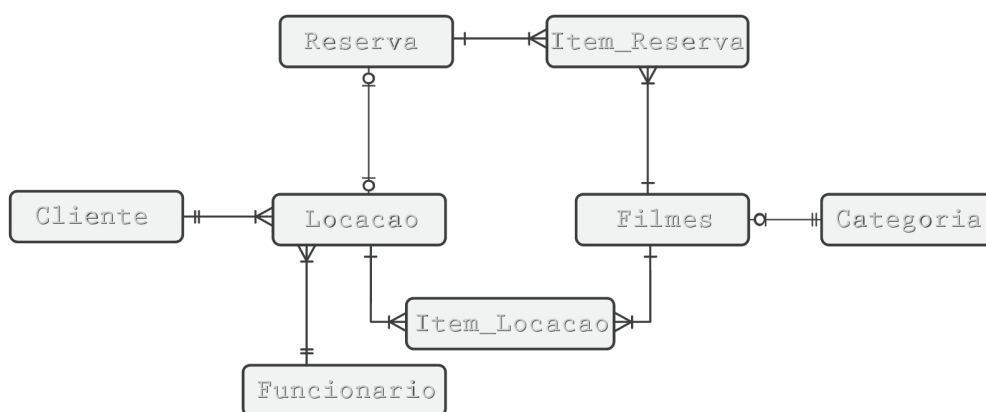 Reserva
Item_Reserva
Cliente
Locacao
Filmes
Categoria
Item_Locacao
Funcionario